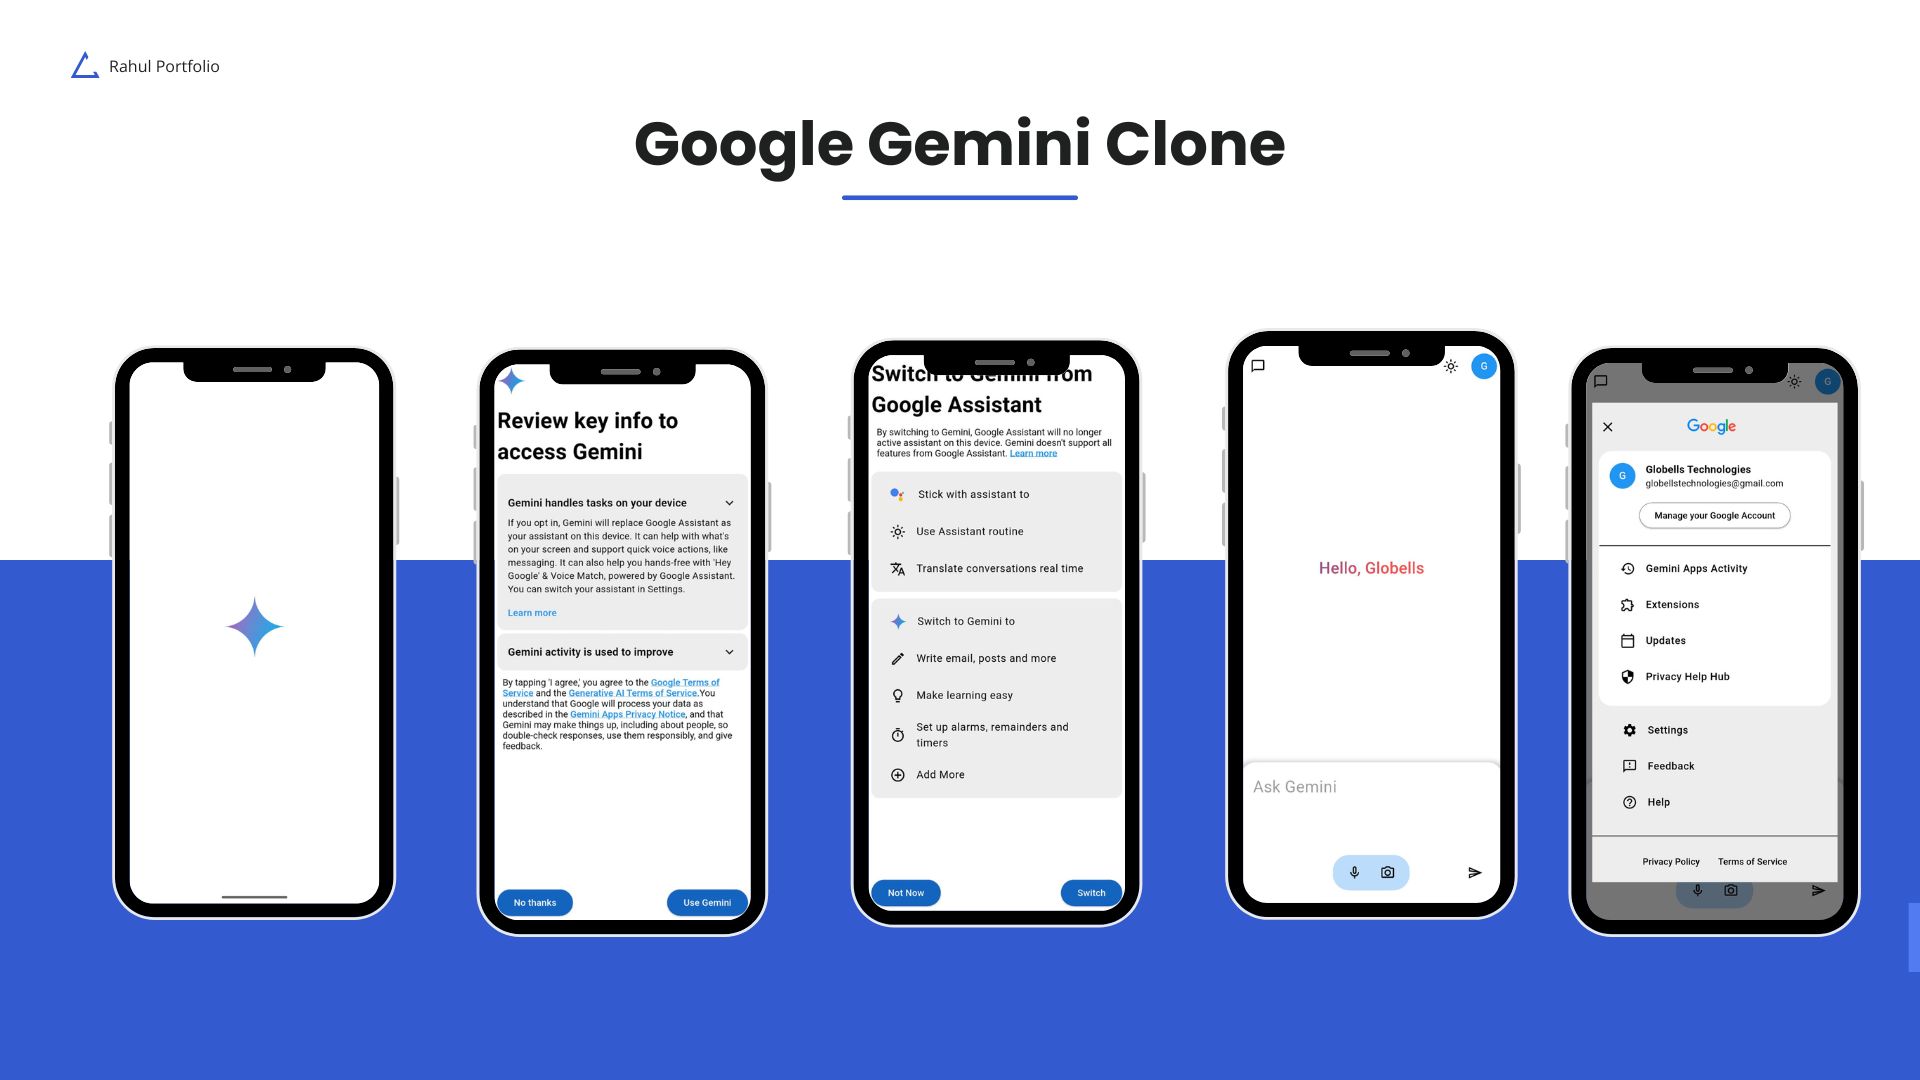 Rahul Portfolio
Google Gemini Clone
Review key info to
access Gemini
Gemini handles tasks on your device
If you opt in, Gemini will replace Google Assistant as
your assistant on this device. It can help with what's
on your screen and support quick voice actions, like
messaging. It can also help you hands-free with 'Hey
Google' & Voice Match, powered by Google Assistant.
You can switch your assistant in Settings.
Learn more
Gemini activity is used to improve
By tapping 'I agree,' you agree to the Google Terms of
Service and the Generative AI Terms of Service.You
understand that Google will process your data as
described in the Gemini Apps Privacy Notice, and that
Gemini may make things up, including about people, so
double-check responses, use them responsibly, and give
feedback.
No thanks
Use Gemini
Switch to Gemini from
Google Assistant
By switching to Gemini, Google Assistant will no longer
active assistant on this device. Gemini doesn't support all
features from Google Assistant. Learn more
Stick with assistant to
Use Assistant routine
Translate conversations real time
Switch to Gemini to
Write email, posts and more
Make learning easy
Set up alarms, remainders and
timers
Add More
Not Now
Switch
G
Hello, Globells
Ask Gemini
G
Google
G
Globells Technologies
globellstechnologies@gmail.com
Manage your Google Account
Gemini Apps Activity
Extensions
Updates
Privacy Help Hub
Settings
Feedback
Help
Privacy Policy
Terms of Service